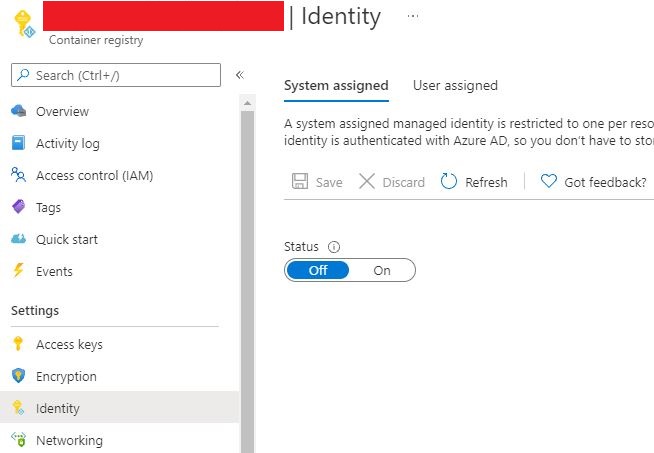 | Identity ...
Container registry
Search (Ctrl+/)
«
Overview
Activity log
Access control (IAM)
Tags
Quick start
Events
Settings
Access keys
Encryption
Identity
Networking
System assigned User assigned
A system assigned managed identity is restricted to one per reso
identity is authenticated with Azure AD, so you don't have to sto
Save Discard Refresh Got feedback?
Status
Off On